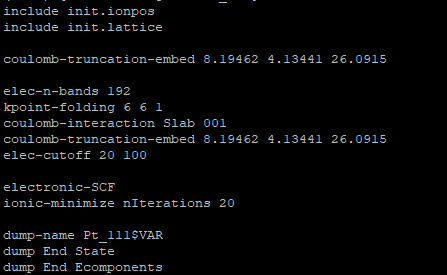 include init.ionpos
include init.lattice
coulomb-truncation-embed 8.19462 4.13441 26.0915
elec-n-bands 192
kpoint-folding 6 6 1
coulomb-interaction Slab 001
coulomb-truncation-embed 8.19462 4.13441 26.0915
elec-cutoff 20 100
electronic-SCF
ionic-minimize nIterations 20
dump-name Pt_111$VAR
dump End State
dump End Ecomponents